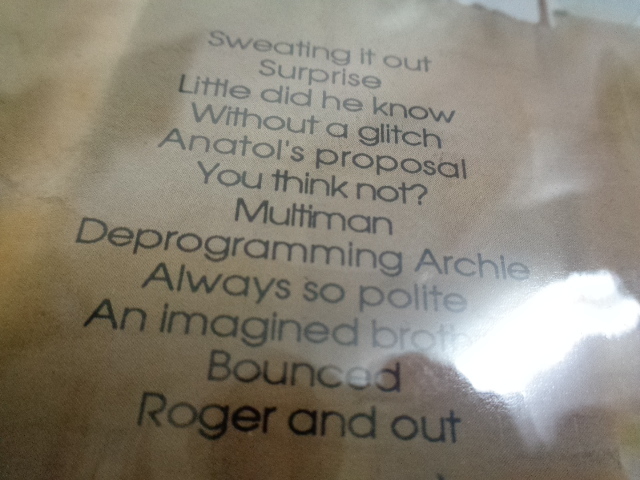 Sweating it out
Surprise
Little did he know
Without a glitch
Anatol's proposal
You think not?
Multiman
Deprogramming Archie
Always so polite
An imagined
Bounced
Roger and out